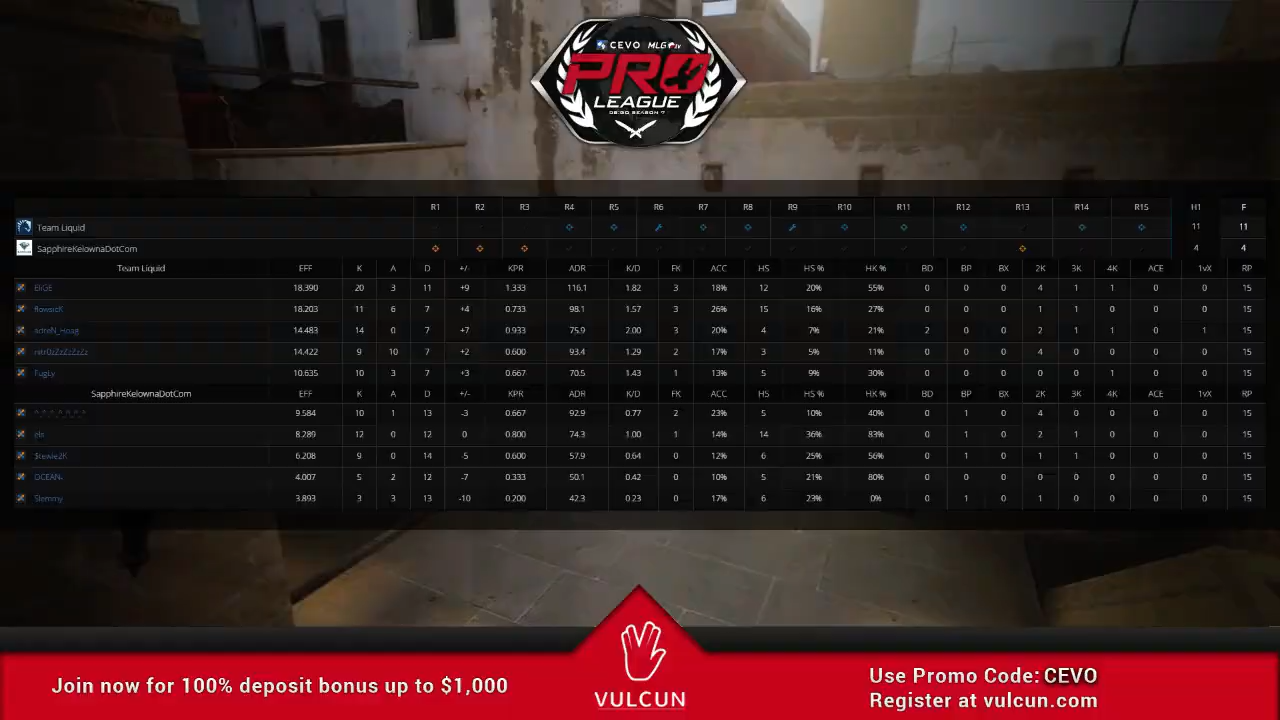 CEVO MLG.tv
PRO
LEAGUE
CS:GO SEASON 7
R1 R2 R3 R4 R5 R6 R7 R8 R9 R10 R11 R12 R13 R14 R15 H1 F
Team Liquid 11 11
SapphireKelownaDotCom 4 4
Team Liquid EFF K A D +/- KPR ADR K/D FK ACC HS HS % HK % BD BP BX 2K 3K 4K ACE 1vX RP
EliGE 18.390 20 3 11 +9 1.333 116.1 1.82 3 18% 12 20% 55% 0 0 0 4 1 1 0 0 15
flowsicK 18.203 11 6 7 +4 0.733 98.1 1.57 3 26% 15 16% 27% 0 0 0 1 1 0 0 0 15
adreN_Hoag 14.483 14 0 7 +7 0.933 75.9 2.00 3 20% 4 7% 21% 2 0 0 2 1 1 0 1 15
nitr0zZzZzZzZz 14.422 9 10 7 +2 0.600 93.4 1.29 2 17% 3 5% 11% 0 0 0 4 0 0 0 0 15
FugLy 10.635 10 3 7 +3 0.667 70.5 1.43 1 13% 5 9% 30% 0 0 0 0 0 1 0 0 15
SapphireKelownaDotCom EFF K A D +/- KPR ADR K/D FK ACC HS HS % HK % BD BP BX 2K 3K 4K ACE 1vX RP
9.584 10 1 13 -3 0.667 92.9 0.77 2 23% 5 10% 40% 0 1 0 4 0 0 0 0 15
12 0 12 0 0.800 74.3 1.00 1 14% 14 36% 83% 0 1 0 2 1 0 0 0 15
$tewie2K 6.208 9 0 14 -5 0.600 57.9 0.64 0 12% 6 25% 56% 0 1 0 1 1 0 0 0 15
OCEAN 4.007 5 2 12 -7 0.333 50.1 0.42 0 10% 5 21% 80% 0 0 0 0 0 0 0 0 15
Slemmy 3.893 3 3 13 -10 0.200 42.3 0.23 0 17% 6 23% 0% 0 1 0 1 0 0 0 0 15
Join now for 100% deposit bonus up to $1,000
VULCUN
Use Promo Code: CEVO
Register at vulcun.com